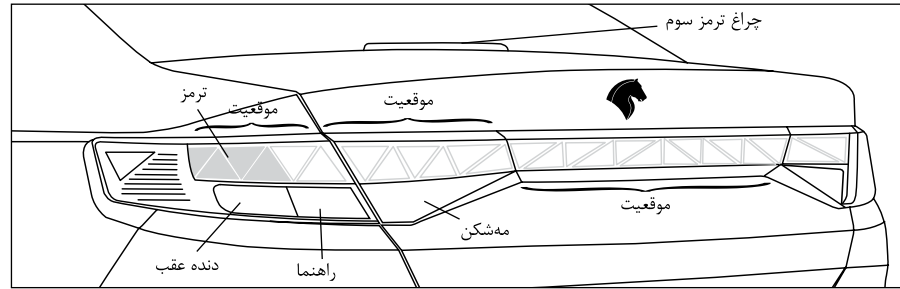 چراغ ترمز سوم
ترمز
موقعیت
موقعیت
موقعیت
مه‌شکن
دنده عقب
راهنما